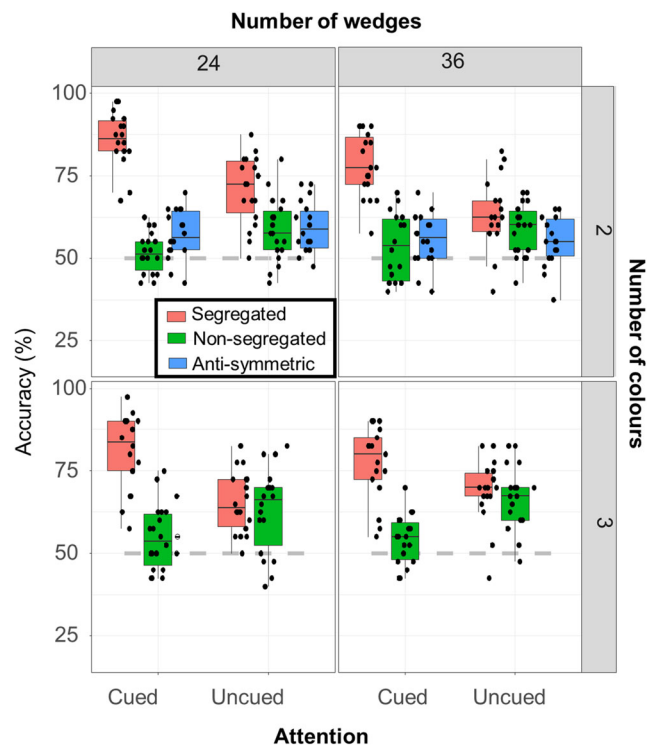 Number of wedges
24 36
100
75
50
25
2
Segregated
Non-segregated
Anti-symmetric
Accuracy (%)
Number of colours
100
75
50
25
3
Cued Uncued Cued Uncued
Attention